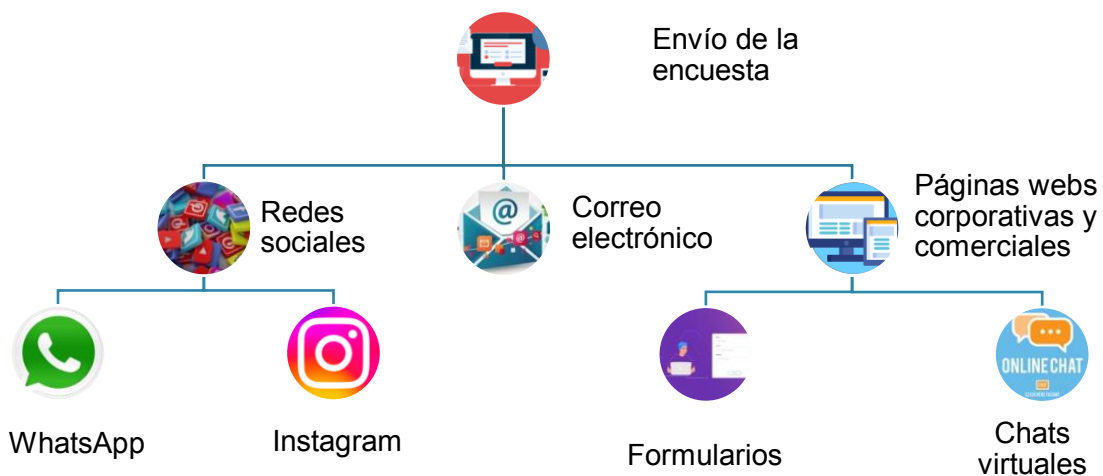 Envío de la
encuesta
Redes
sociales
@
@
Correo
electrónico
Páginas webs
corporativas y
comerciales
ONLINE CHAT
WhatsApp
Instagram
Formularios
Chats
virtuales